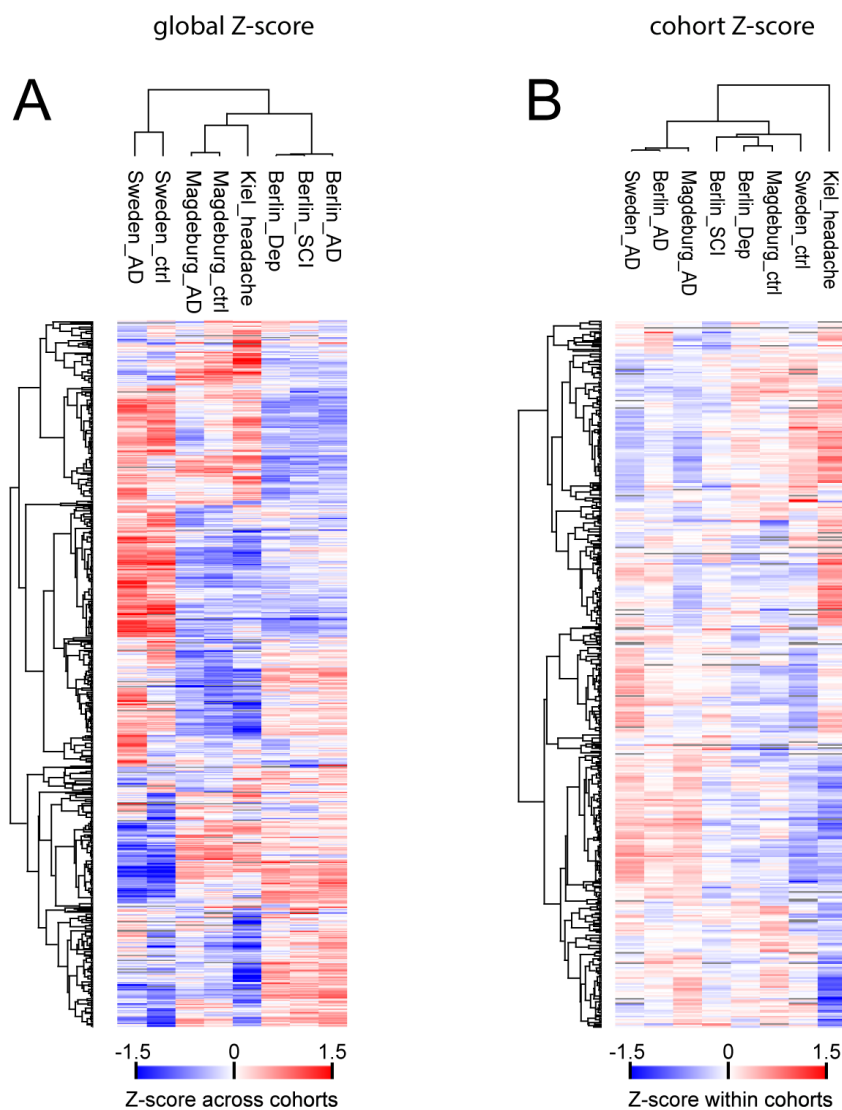 global Z-score
cohort Z-score
A
B
Sweden_AD
Sweden_ctrl
Magdeburg_AD
Magdeburg_ctrl
Kiel_headache
Berlin_Dep
Berlin_SCI
Berlin_AD
Sweden_AD
Berlin_AD
Magdeburg_AD
Berlin_SCI
Berlin_Dep
Magdeburg_ctrl
Sweden_ctrl
Kiel_headache
-1.5 0 1.5
Z-score across cohorts
-1.5 0 1.5
Z-score within cohorts